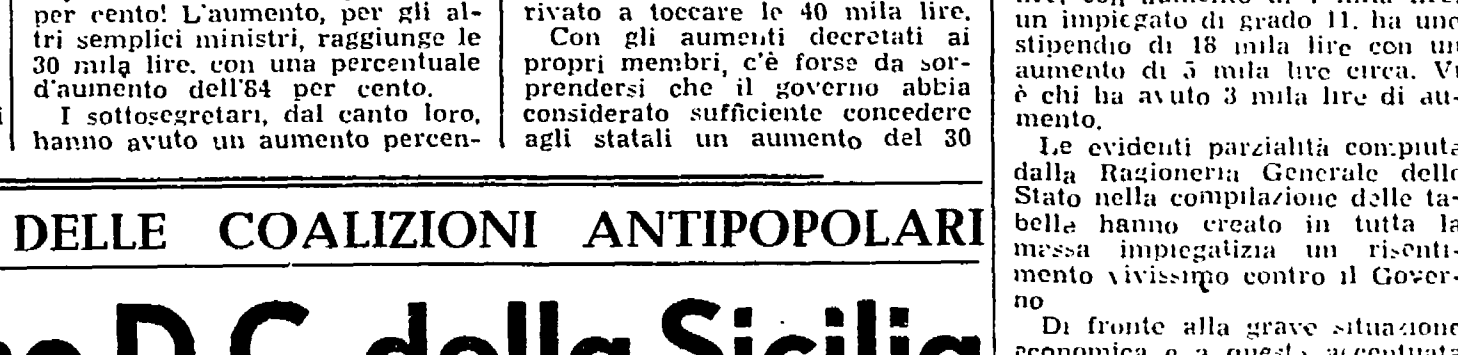 per cento! L'aumento, per gli al-
tri semplici ministri, raggiunge le
30 mila lire. con una percentuale
d'aumento dell'84 per cento.
I sottosegretari, dal canto loro,
hanno avuto un aumento percen-
rivato a toccare le 40 mila lire.
Con gli aumenti decretati ai
propri membri, c'è forse da sor-
prendersi che il governo abbia
considerato sufficiente concedere
agli statali un aumento del 30
un impiegato di grado 11. ha uno
stipendio di 18 mila lire con un
aumento di 5 mila lire circa. Vi
è chi ha avuto 3 mila lire di au-
mento.
Le evidenti parzialità compiute
dalla Ragioneria Generale dello
Stato nella compilazione delle ta-
belle hanno creato in tutta la
massa impiegatizia un risenti-
mento vivissimo contro il Gover-
no
Di fronte alla grave situazione
economica e a questa accentuata
DELLE COALIZIONI ANTIPOPOLARI
D.C. della Sicilia